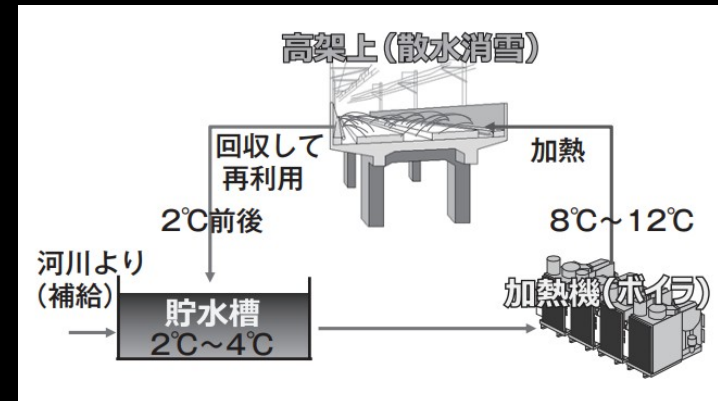 高架上(散水消雪)
回収して
再利用
加熱
2℃前後
8℃～12℃
河川より
(補給)
加熱機(ボイラ)
貯水槽
2℃～4℃